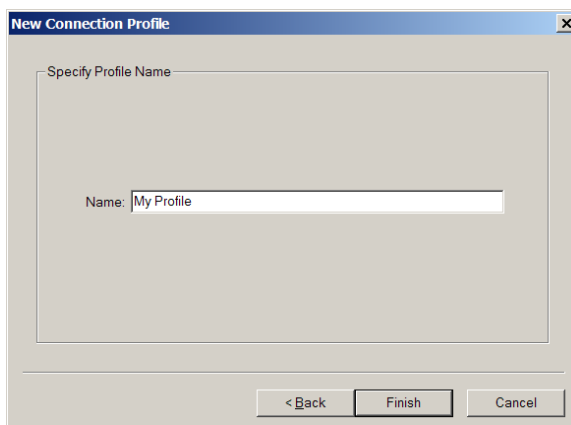 New Connection Profile
Specify Profile Name
Name: My Profile
< Back Finish Cancel